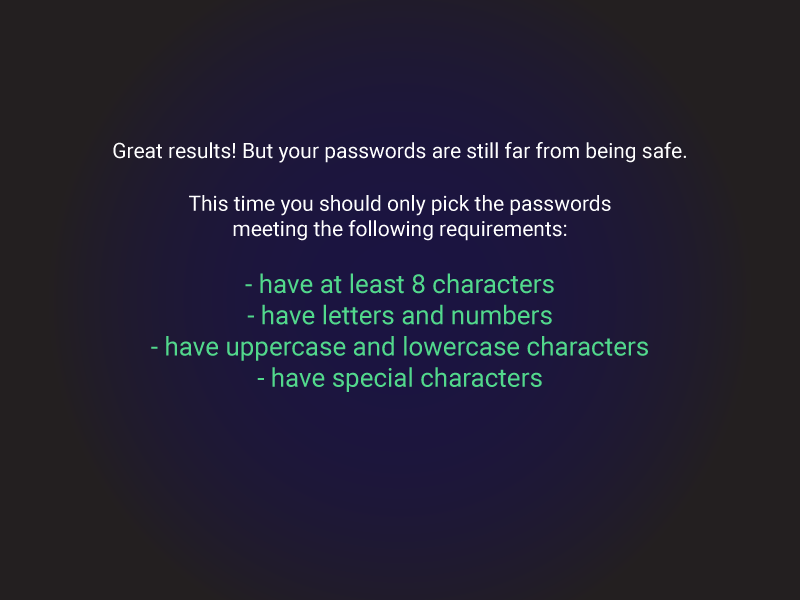 Great results! But your passwords are still far from being safe.
This time you should only pick the passwords
meeting the following requirements:
- have at least 8 characters
- have letters and numbers
- have uppercase and lowercase characters
- have special characters